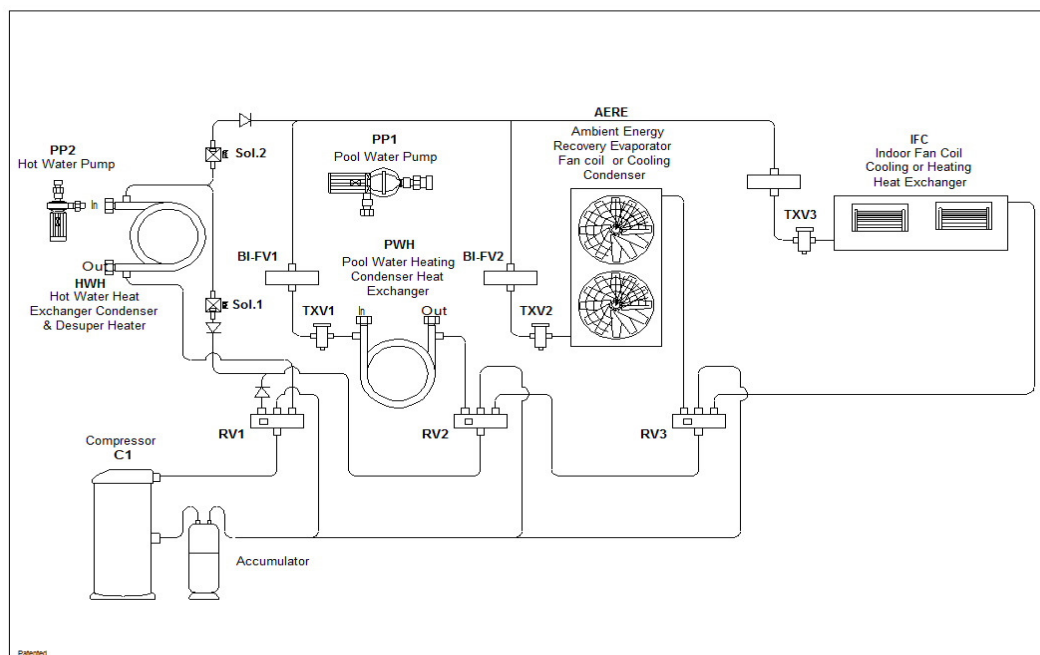 AERE
Ambient Energy
Recovery Evaporator
Fan coil or Cooling
Condenser
PP2
Hot Water Pump
Sol.2
PP1
Pool Water Pump
IFC
Indoor Fan Coil
Cooling or Heating
Heat Exchanger
In
Ou
HWH
Hot Water Heat
Exchanger Condenser
& Desuper Heater
Sol.1
BI-FV1
PWH
Pool Water Heating
Condenser Heat
Exchanger
BI-FV2
TXV3
TXV1
In
Out
TXV2
RV1
RV2
RV3
Compressor
C1
Accumulator
Patented